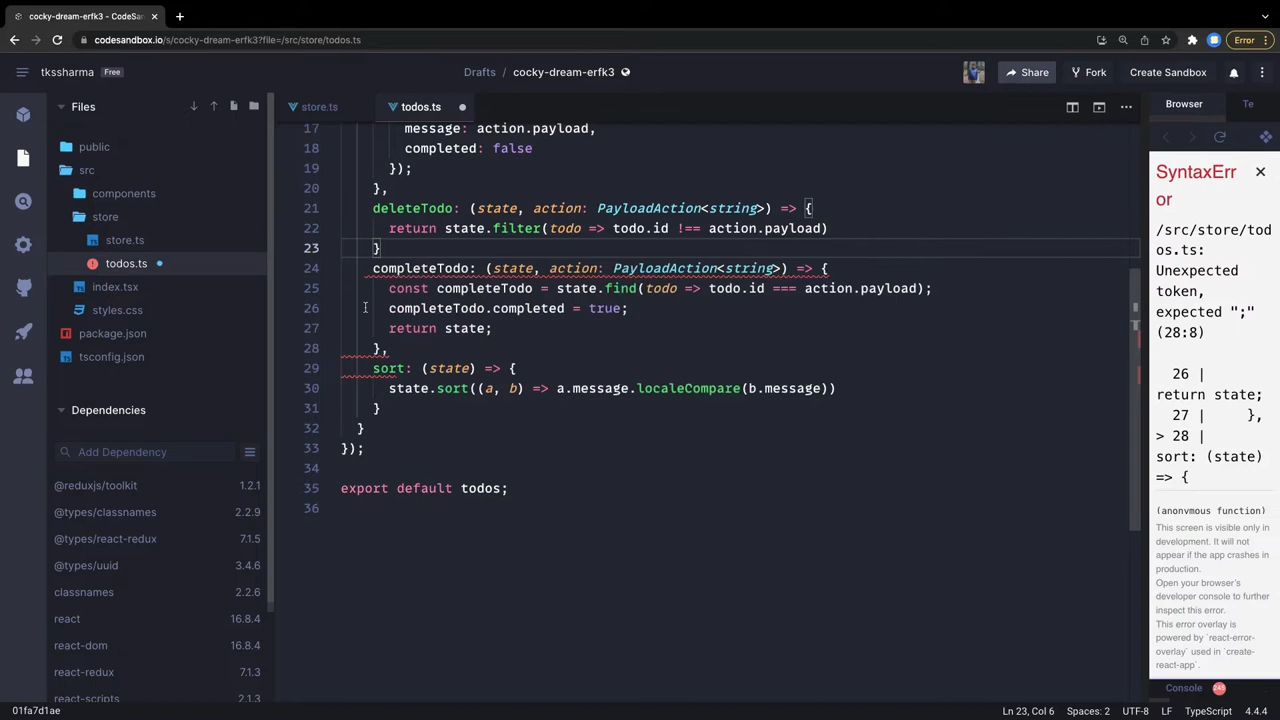 cocky-dream-erfk3 - CodeSan
codesandbox.io/s/cocky-dream-erfk3?file=/src/store/todos.ts
Error
tkssharma Free
Drafts / cocky-dream-erfk3
Share
Fork
Create Sandbox
Files
public
src
components
store
store.ts
todos.ts
index.tsx
styles.css
package.json
tsconfig.json
Dependencies
Add Dependency
@reduxjs/toolkit 1.2.1
@types/classnames 2.2.9
@types/react-redux 7.1.5
@types/uuid 3.4.6
classnames 2.2.6
react 16.8.4
react-dom 16.8.4
react-redux 7.1.3
react-scripts 2.1.3
store.ts
todos.ts
17 message: action.payload,
18 completed: false
19 });
20 },
21 deleteTodo: (state, action: PayloadAction<string>) => {
22 return state.filter(todo => todo.id !== action.payload)
23 }
24 completeTodo: (state, action: PayloadAction<string>) => {
25 const completeTodo = state.find(todo => todo.id === action.payload);
26 completeTodo.completed = true;
27 return state;
28 },
29 sort: (state) => {
30 state.sort((a, b) => a.message.localeCompare(b.message))
31 }
32 }
33 });
34
35 export default todos;
36
Browser
Te
SyntaxErr
or
/src/store/tod
os.ts:
Unexpected
token,
expected ";"
(28:8)
26 |
return state;
27 | },
> 28 |
sort: (state)
=> {
(anonymous function)
This screen is visible only in
development. It will not
appear if the app crashes in
production.
Open your browser's
developer console to further
inspect this error.
This error overlay is
powered by `react-error-
overlay` used in `create-
react-app`.
Console 245
01fa7d1ae
Ln 23, Col 6
Spaces: 2
UTF-8
LF
TypeScript
4.4.4